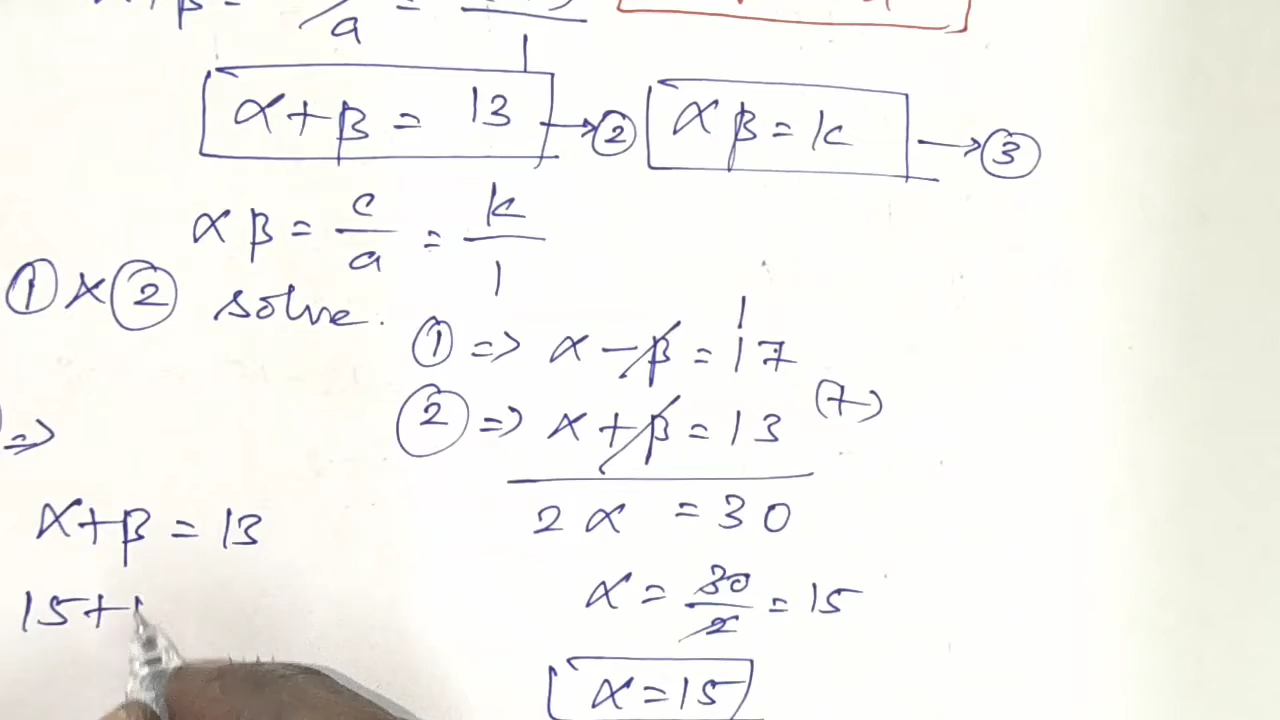 a
1
α+β = 13 → ② αβ = k → ③
αβ = c/a = k/1
① × ② solve.
① => α – β = 17
② => α + β = 13 (+)
2α = 30
=>
α+β = 13
α = 30/2 = 15
15+
α = 15